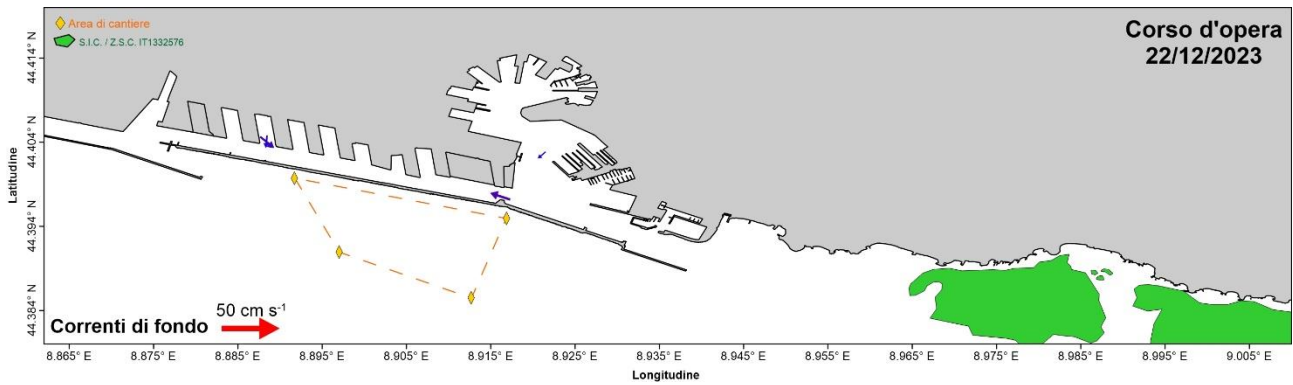 Area di cantiere
S.I.C. / Z.S.C. IT1332576
Corso d'opera
22/12/2023
44.414° N
44.404° N
44.394° N
44.384° N
Latitudine
Correnti di fondo
50 cm s⁻¹
8.865° E
8.875° E
8.885° E
8.895° E
8.905° E
8.915° E
8.925° E
8.935° E
8.945° E
8.955° E
8.965° E
8.975° E
8.985° E
8.995° E
9.005° E
Longitudine